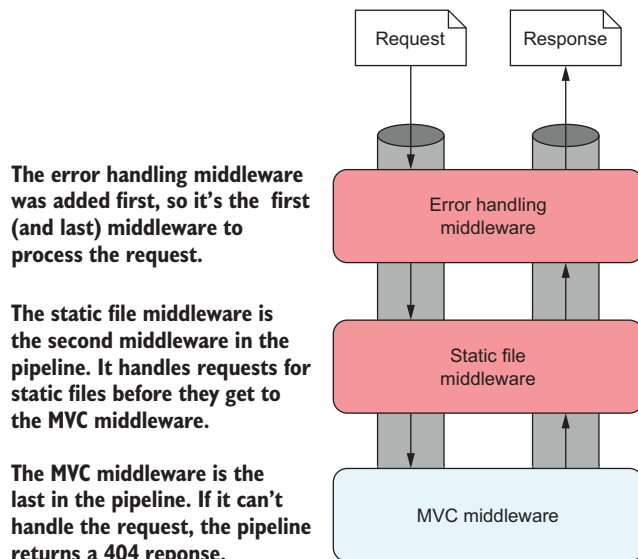 Request
Response
The error handling middleware
was added first, so it's the first
(and last) middleware to
process the request.
Error handling
middleware
The static file middleware is
the second middleware in the
pipeline. It handles requests for
static files before they get to
the MVC middleware.
Static file
middleware
The MVC middleware is the
last in the pipeline. If it can't
handle the request, the pipeline
returns a 404 reponse.
MVC middleware